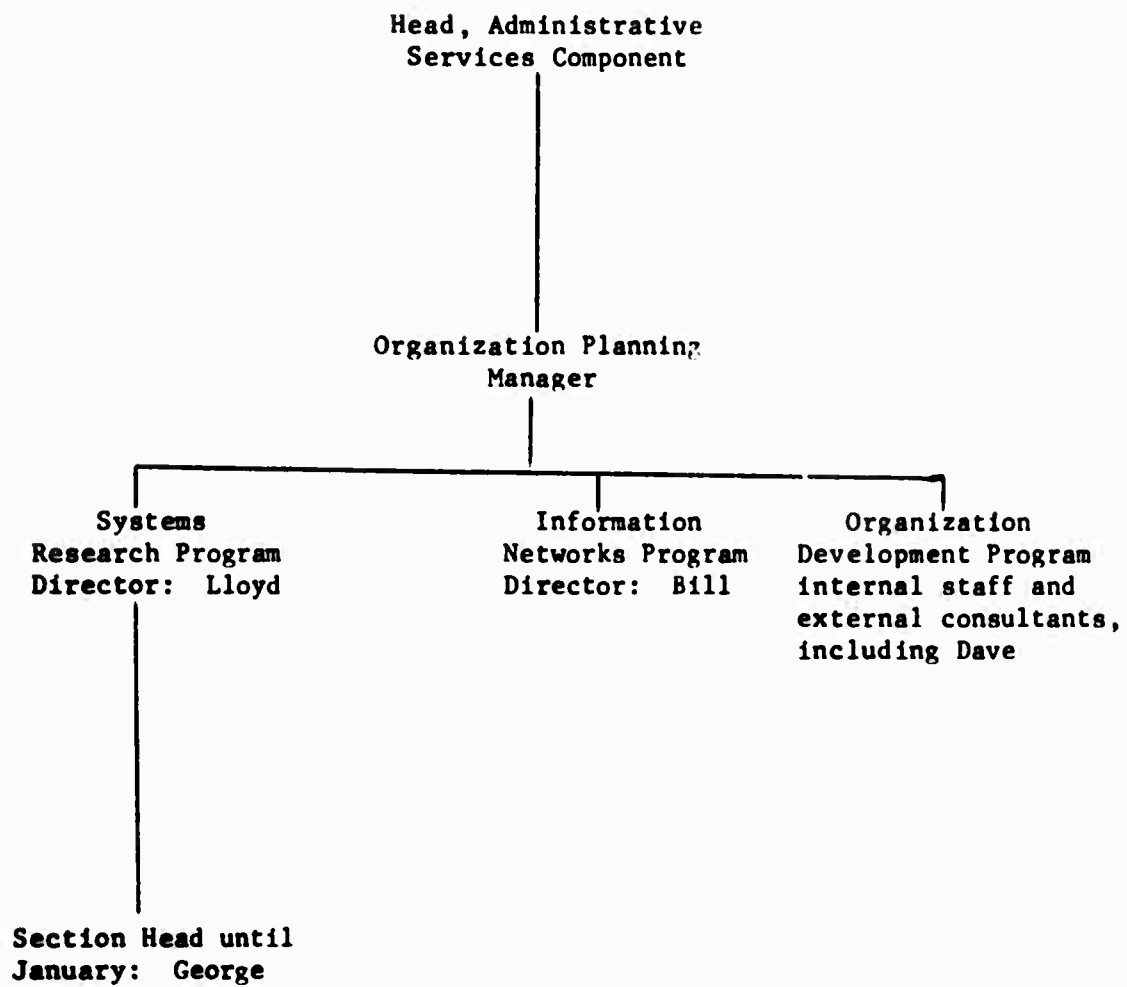 Head, Administrative
Services Component
Organization Planning
Manager
Systems
Research Program
Director: Lloyd
Information
Networks Program
Director: Bill
Organization
Development Program
internal staff and
external consultants,
including Dave
Section Head until
January: George